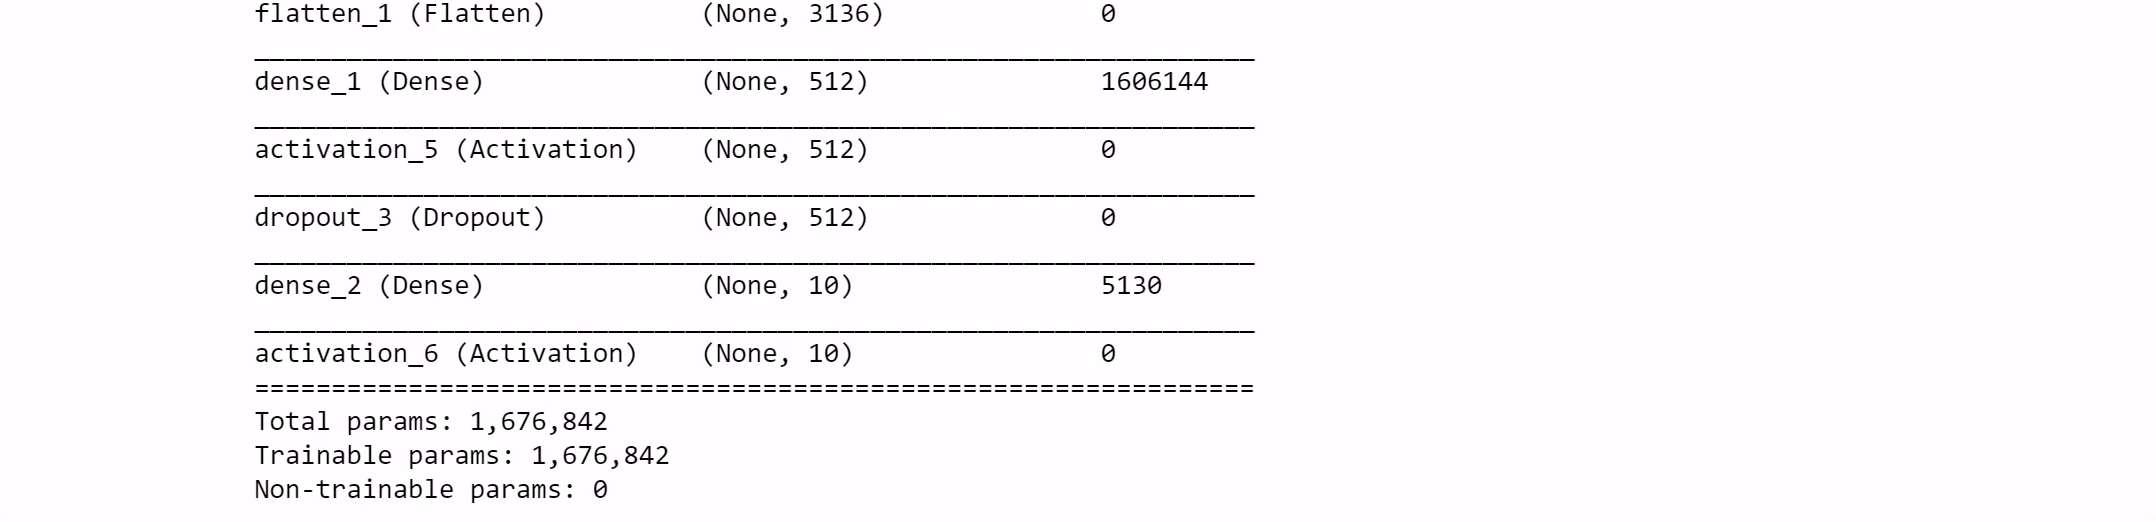 flatten_1 (Flatten)          (None, 3136)              0
_________________________________________________________________
dense_1 (Dense)              (None, 512)               1606144
_________________________________________________________________
activation_5 (Activation)    (None, 512)               0
_________________________________________________________________
dropout_3 (Dropout)          (None, 512)               0
_________________________________________________________________
dense_2 (Dense)              (None, 10)                5130
_________________________________________________________________
activation_6 (Activation)    (None, 10)                0
=================================================================
Total params: 1,676,842
Trainable params: 1,676,842
Non-trainable params: 0